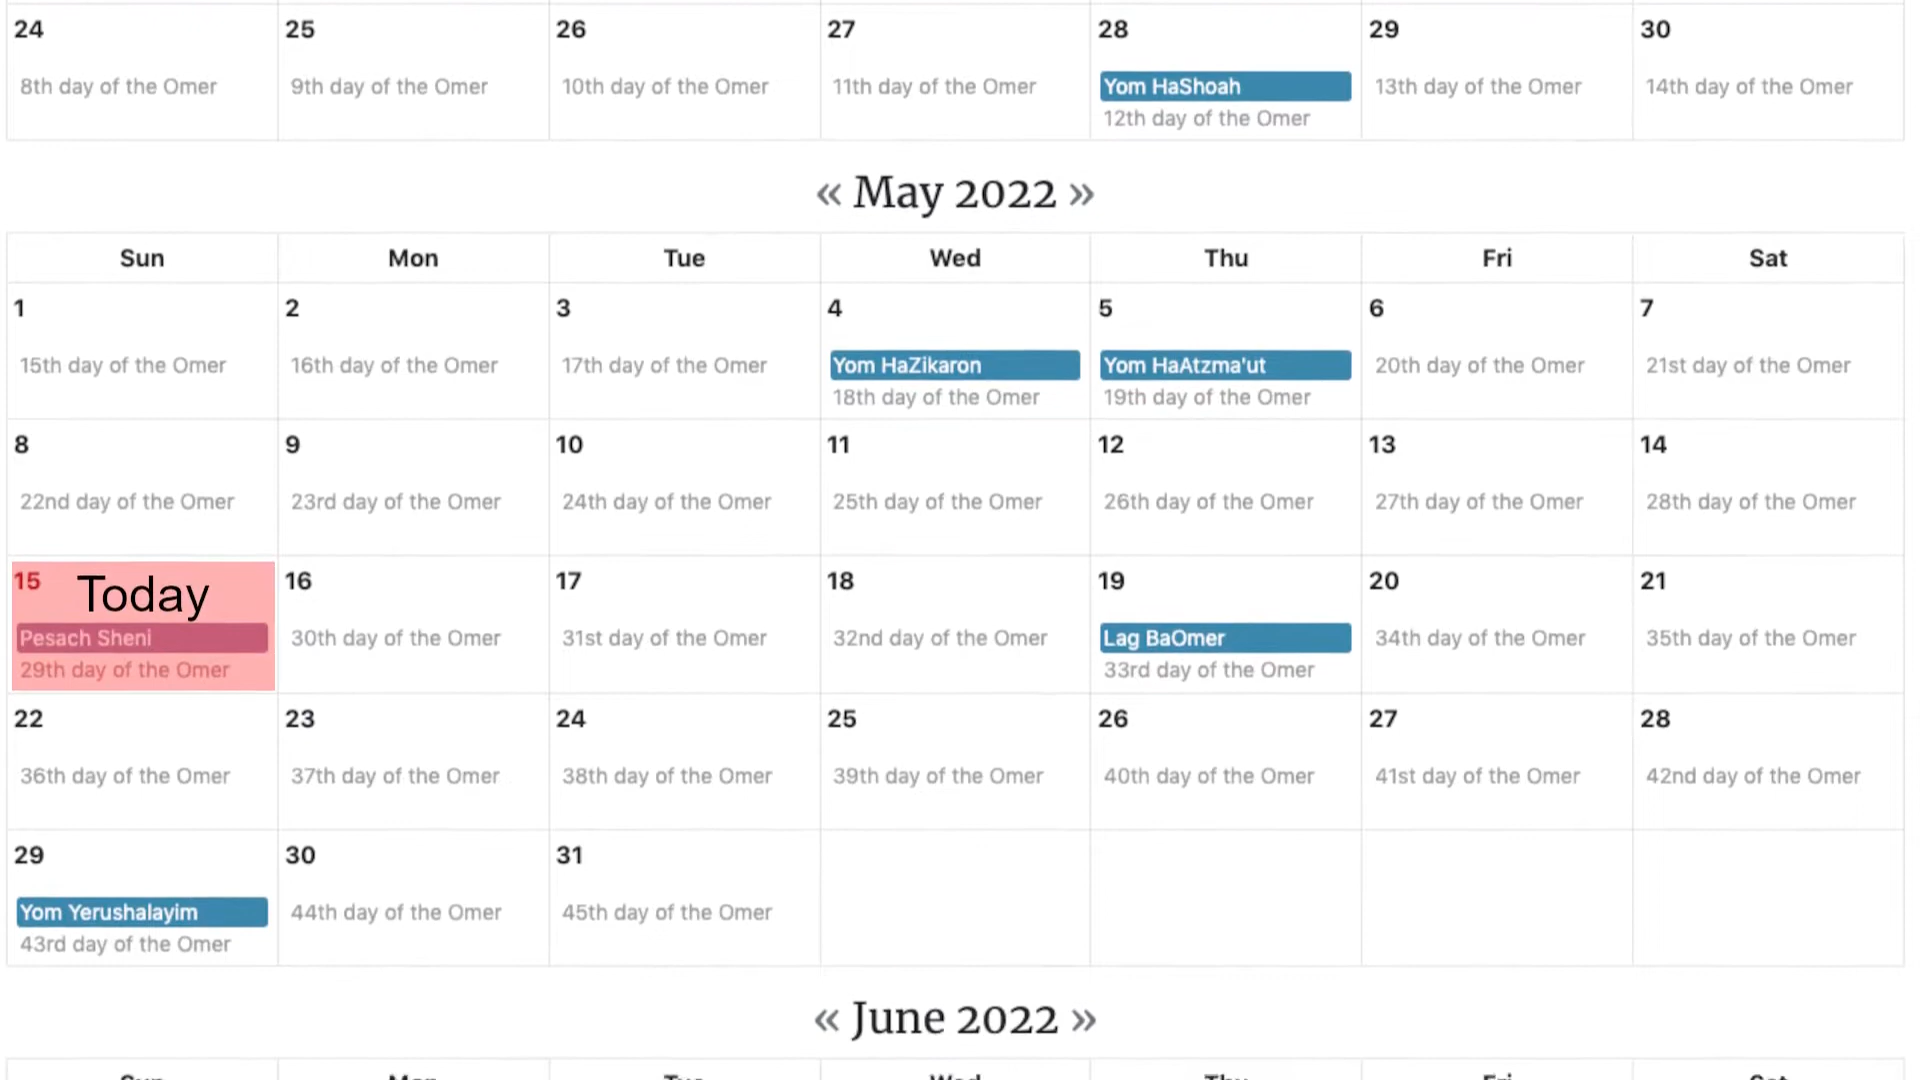 24 25 26 27 28 29 30
8th day of the Omer 9th day of the Omer 10th day of the Omer 11th day of the Omer Yom HaShoah 13th day of the Omer 14th day of the Omer
12th day of the Omer
« May 2022 »
Sun Mon Tue Wed Thu Fri Sat
1 2 3 4 5 6 7
15th day of the Omer 16th day of the Omer 17th day of the Omer Yom HaZikaron Yom HaAtzma'ut 20th day of the Omer 21st day of the Omer
18th day of the Omer 19th day of the Omer
8 9 10 11 12 13 14
22nd day of the Omer 23rd day of the Omer 24th day of the Omer 25th day of the Omer 26th day of the Omer 27th day of the Omer 28th day of the Omer
15 Today 16 17 18 19 20 21
Pesach Sheni 30th day of the Omer 31st day of the Omer 32nd day of the Omer Lag BaOmer 34th day of the Omer 35th day of the Omer
29th day of the Omer 33rd day of the Omer
22 23 24 25 26 27 28
36th day of the Omer 37th day of the Omer 38th day of the Omer 39th day of the Omer 40th day of the Omer 41st day of the Omer 42nd day of the Omer
29 30 31
Yom Yerushalayim 44th day of the Omer 45th day of the Omer
43rd day of the Omer
« June 2022 »
Sun Mon Tue Wed Thu Fri Sat